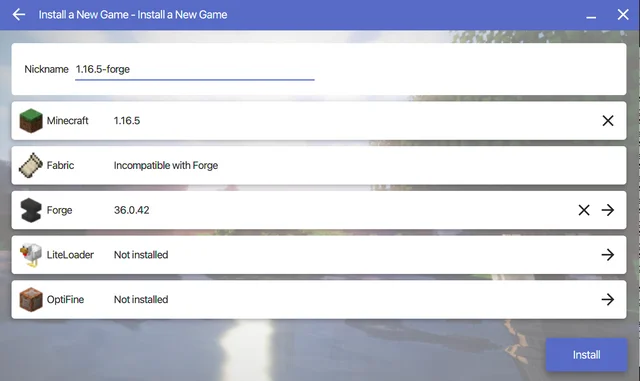 Install a New Game - Install a New Game
Nickname 1.16.5-forge
Minecraft 1.16.5
Fabric Incompatible with Forge
Forge 36.0.42
LiteLoader Not installed
OptiFine Not installed
Install